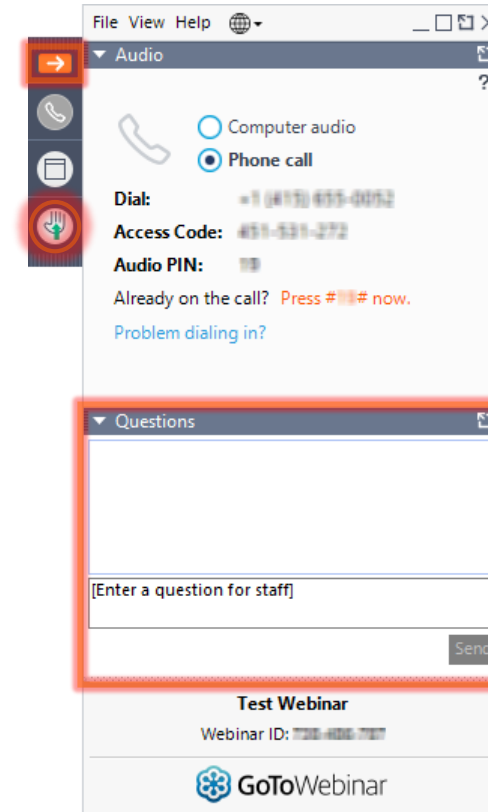 File View Help
Audio
?
Computer audio
Phone call
Dial:
Access Code:
Audio PIN:
Already on the call? Press # # now.
Problem dialing in?
Questions
[Enter a question for staff]
Send
Test Webinar
Webinar ID:
GoToWebinar